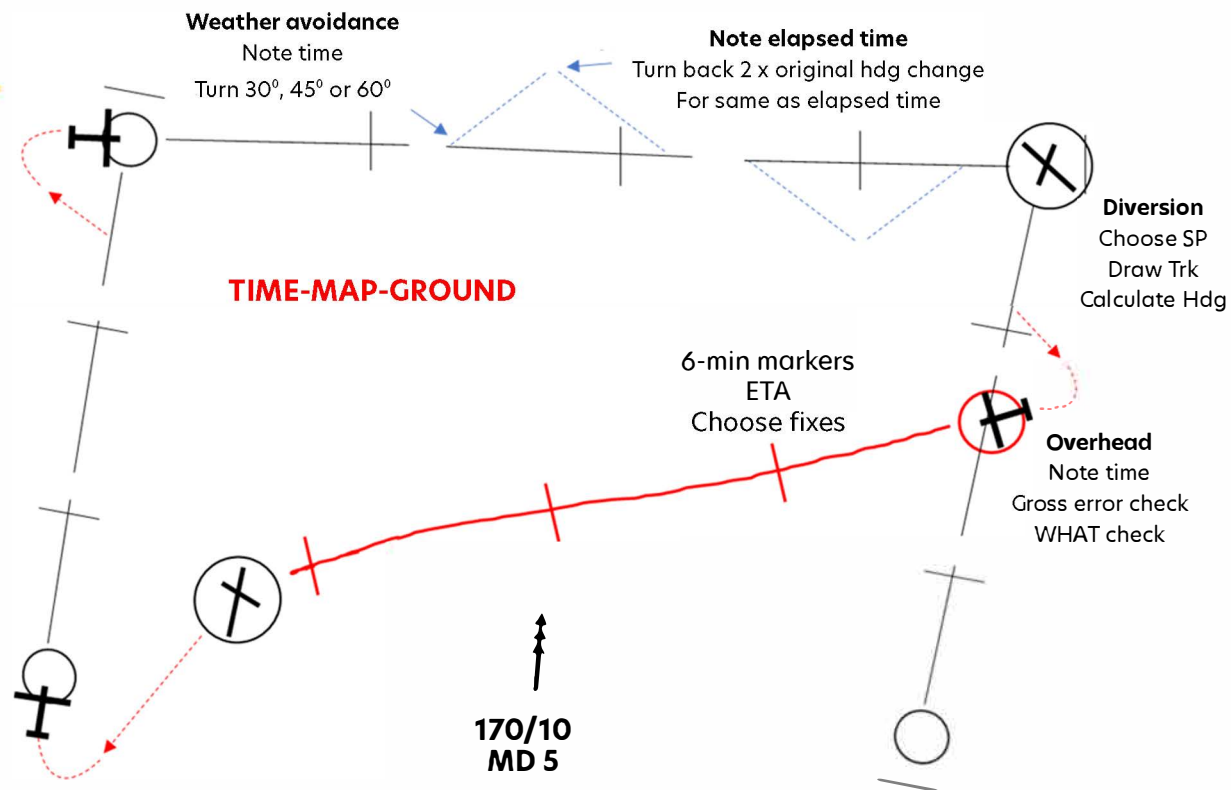 Weather avoidance
Note time
Turn 30⁰, 45⁰ or 60⁰
Note elapsed time
Turn back 2 x original hdg change
For same as elapsed time
Diversion
Choose SP
Draw Trk
Calculate Hdg
TIME-MAP-GROUND
6-min markers
ETA
Choose fixes
Overhead
Note time
Gross error check
WHAT check
170/10
MD 5